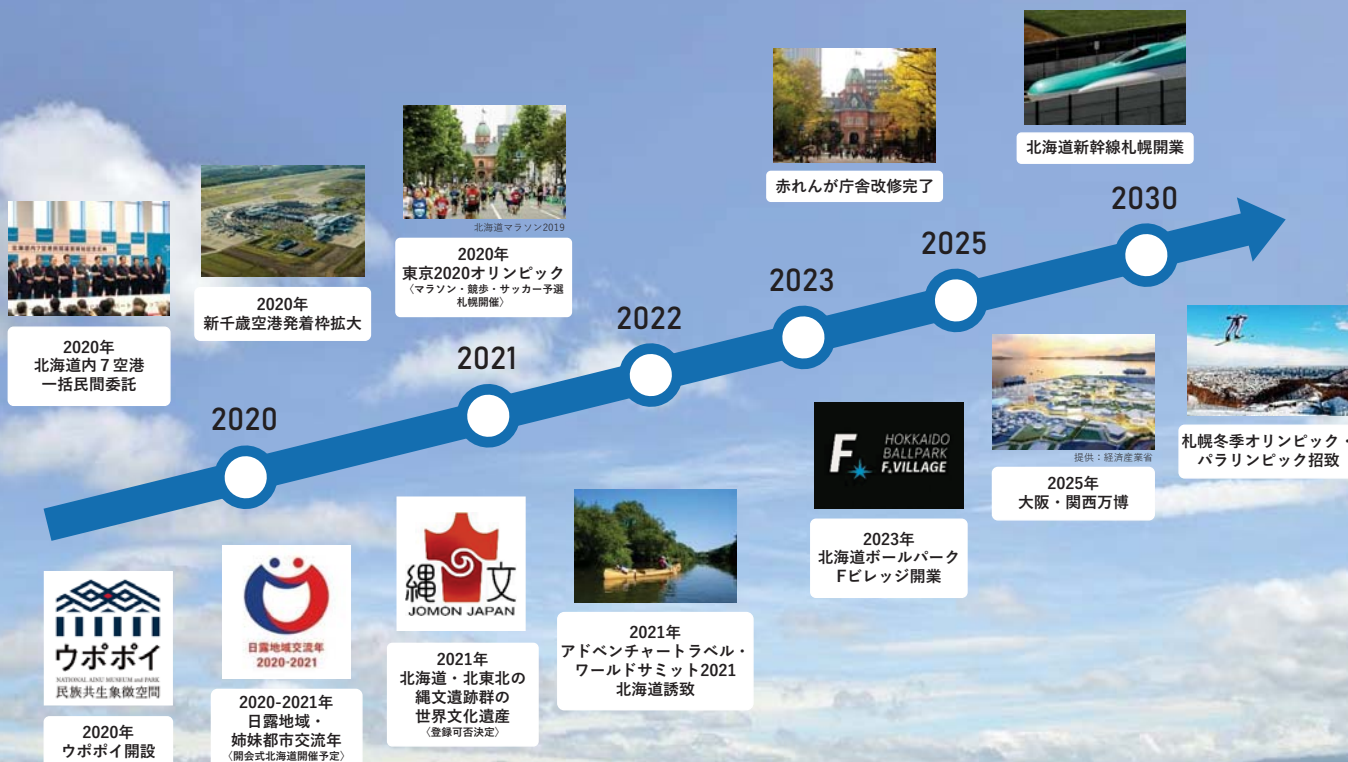 北海道新幹線札幌開業
赤れんが庁舎改修完了
2030
北海道マラソン2019
2020年
東京2020オリンピック
〈マラソン・競歩・サッカー予選
札幌開催〉
2025
2020年
新千歳空港発着枠拡大
2023
2022
2020年
北海道内7空港
一括民間委託
2021
2020
提供：経済産業省
2025年
大阪・関西万博
札幌冬季オリンピック・
パラリンピック招致
F
HOKKAIDO
BALLPARK
F.VILLAGE
2023年
北海道ボールパーク
Fビレッジ開業
縄文
JOMON JAPAN
2021年
北海道・北東北の
縄文遺跡群の
世界文化遺産
〈登録可否決定〉
2021年
アドベンチャートラベル・
ワールドサミット2021
北海道誘致
ウポポイ
NATIONAL AINU MUSEUM and PARK
民族共生象徴空間
2020年
ウポポイ開設
日露地域交流年
2020-2021
2020-2021年
日露地域・
姉妹都市交流年
〈開会式北海道開催予定〉